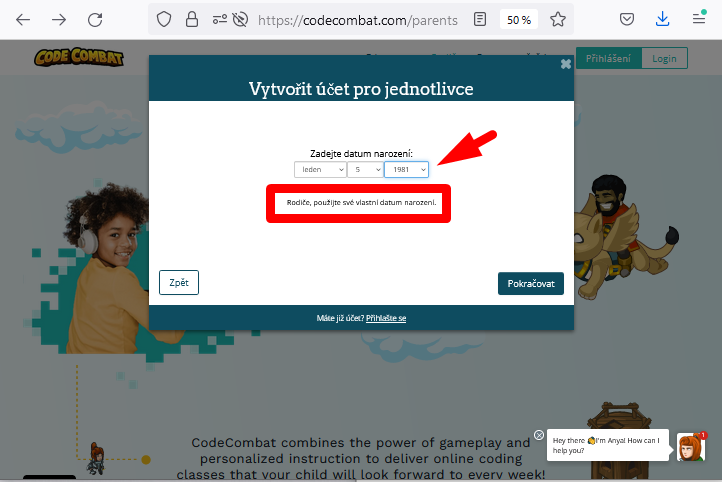 https://codecombat.com/parents
50 %
CODE COMBAT
Přihlášení
Login
Vytvořit účet pro jednotlivce
Zadejte datum narození:
leden
5
1981
Rodiče, použijte své vlastní datum narození.
Zpět
Pokračovat
Máte již účet? Přihlašte se
CodeCombat combines the power of gameplay and
personalized instruction to deliver online coding
classes that your child will look forward to every week!
Hey there I'm Anya! How can I
help you?
1